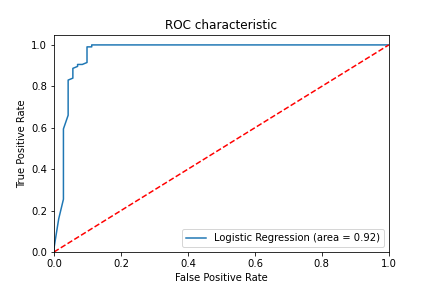 ROC characteristic
1.0
0.8
0.6
0.4
0.2
0.0
True Positive Rate
Logistic Regression (area = 0.92)
0.0 0.2 0.4 0.6 0.8 1.0
False Positive Rate